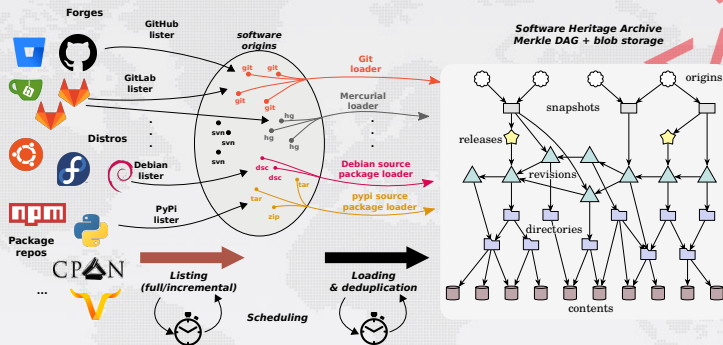 Forges
GitHub
lister
software
origins
Software Heritage Archive
Merkle DAG + blob storage
git
git
git
git
Git
loader
GitLab
lister
origins
Mercurial
loader
snapshots
hg
hg
hg
svn
svn
svn
releases
Distros
Debian
lister
dsc
dsc
Debian source
package loader
revisions
tar
tar
zip
pypi source
package loader
npm
PyPi
lister
directories
Package
repos
CPAN
...
Listing
(full/incremental)
Loading
& deduplication
Scheduling
contents